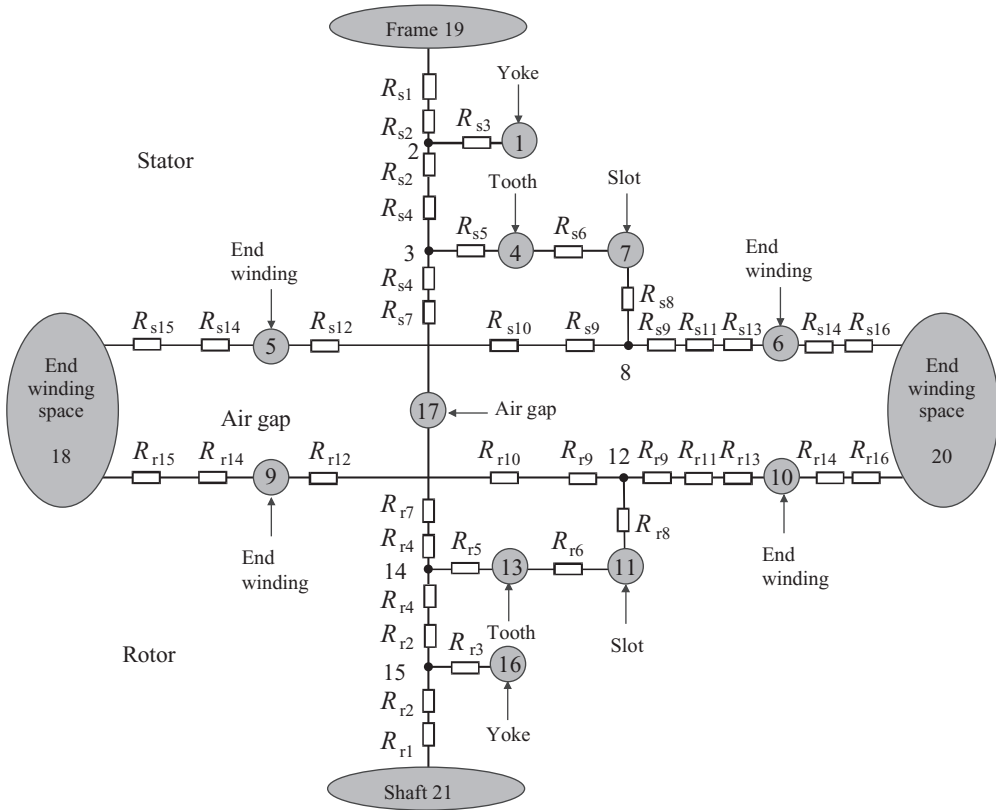 Frame 19
Yoke
R s1
R s3
R s2
1
2
Stator
R s2
Tooth
Slot
R s4
R s5
R s6
3
4
7
End
winding
R s4
End
winding
R s8
R s7
R s15
R s14
R s12
R s10
R s9
R s9
R s11
R s13
R s14
R s16
5
6
8
End
winding
space
18
17
Air gap
End
winding
space
20
Air gap
R r15
R r14
R r12
R r10
R r9
12
R r9
R r11
R r13
R r14
R r16
9
10
R r7
R r8
End
winding
R r4
R r5
R r6
End
winding
14
13
11
R r4
Tooth
Slot
R r2
R r3
Rotor
15
16
R r2
Yoke
R r1
Shaft 21